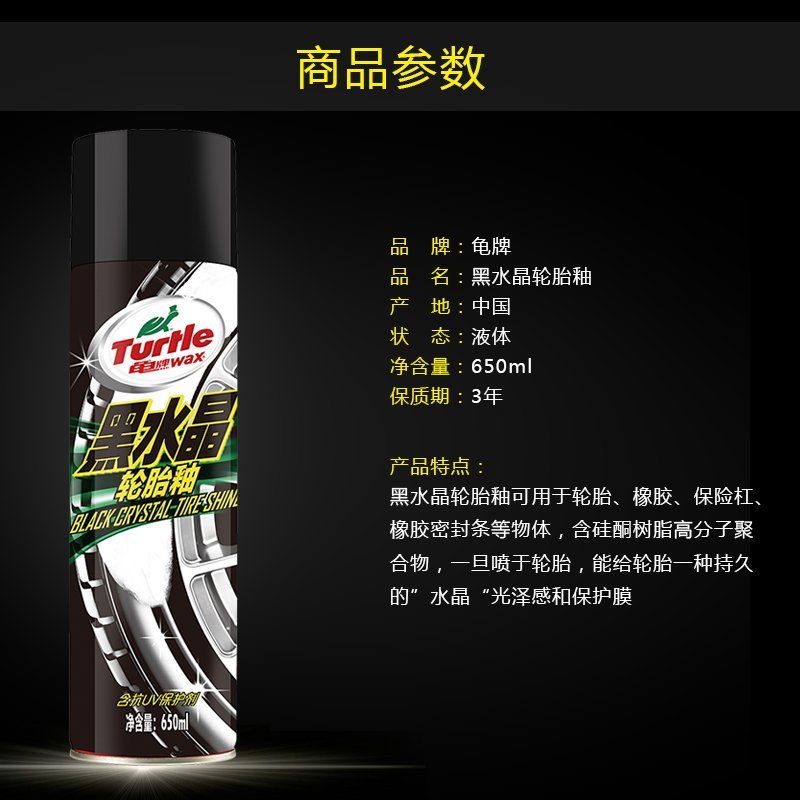 商品参数
品 牌：龟牌
品 名：黑水晶轮胎釉
产 地：中国
状 态：液体
净含量：650ml
保质期：3年
产品特点：
黑水晶轮胎釉可用于轮胎、橡胶、保险杠、
橡胶密封条等物体，含硅酮树脂高分子聚
合物，一旦喷于轮胎，能给轮胎一种持久
的”水晶“光泽感和保护膜
Turtle
龟牌wax
黑水晶
轮胎釉
BLACK CRYSTAL TIRE SHINE
含抗UV保护剂
净含量：650ml